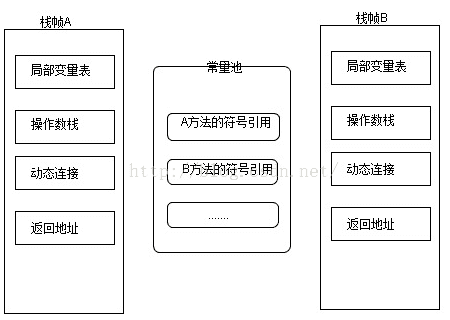 栈帧A
局部变量表
操作数栈
动态连接
返回地址
常量池
A方法的符号引用
B方法的符号引用
.......
栈帧B
局部变量表
操作数栈
动态连接
返回地址